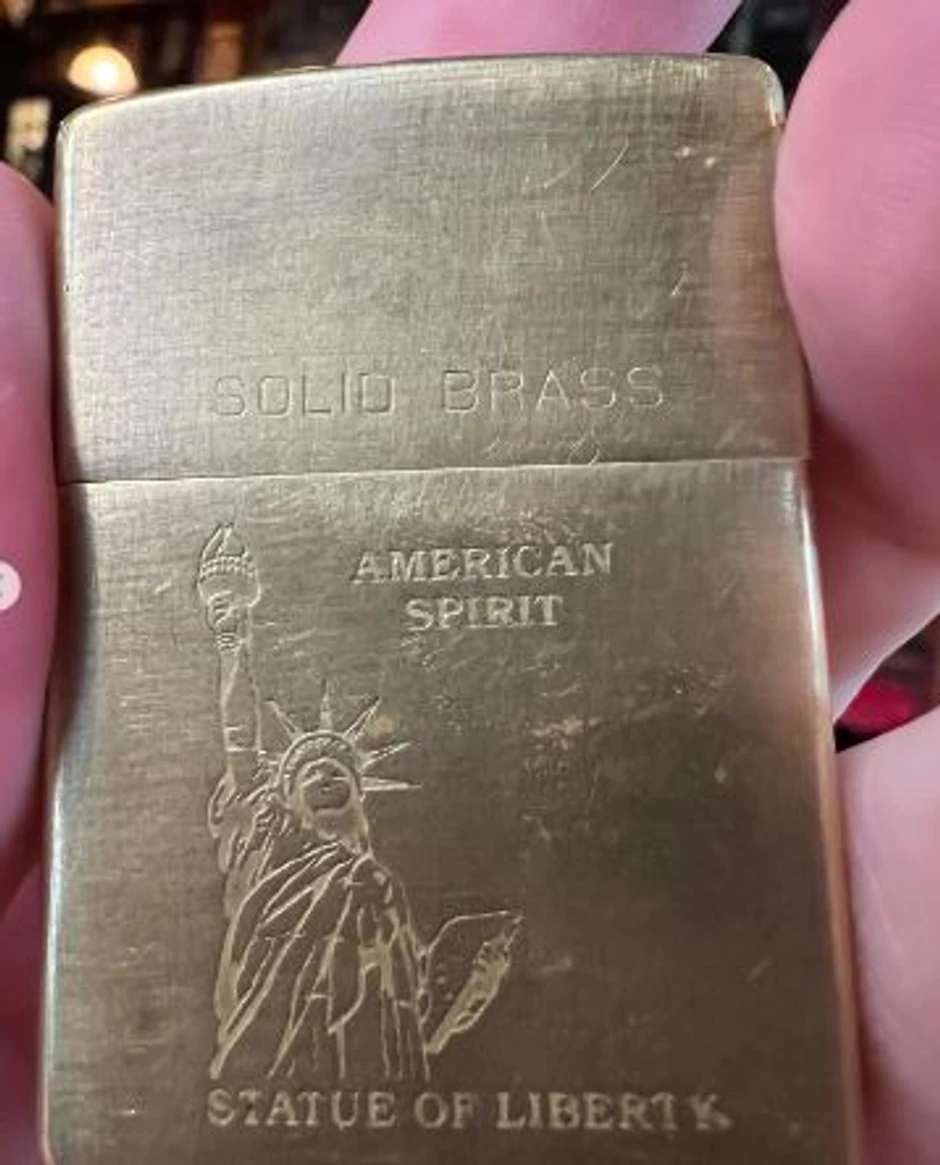 SOLID BRASS
AMERICAN
SPIRIT
STATUE OF LIBERTY